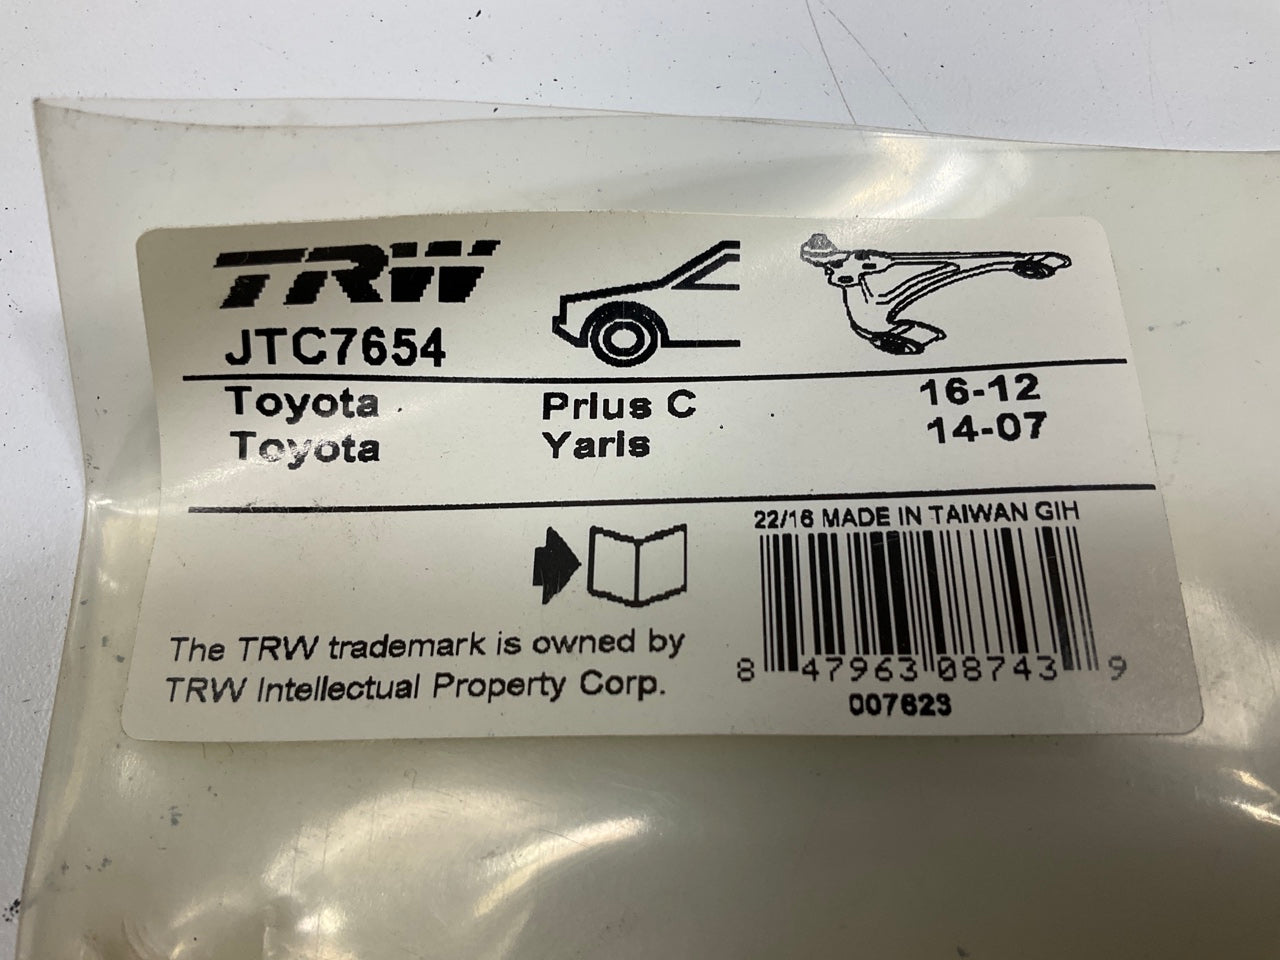 TRW
JTC7654
Toyota Prius C 16-12
Toyota Yaris 14-07
22/16 MADE IN TAIWAN GIH
The TRW trademark is owned by
TRW Intellectual Property Corp.
8 47963 08743 9
007623